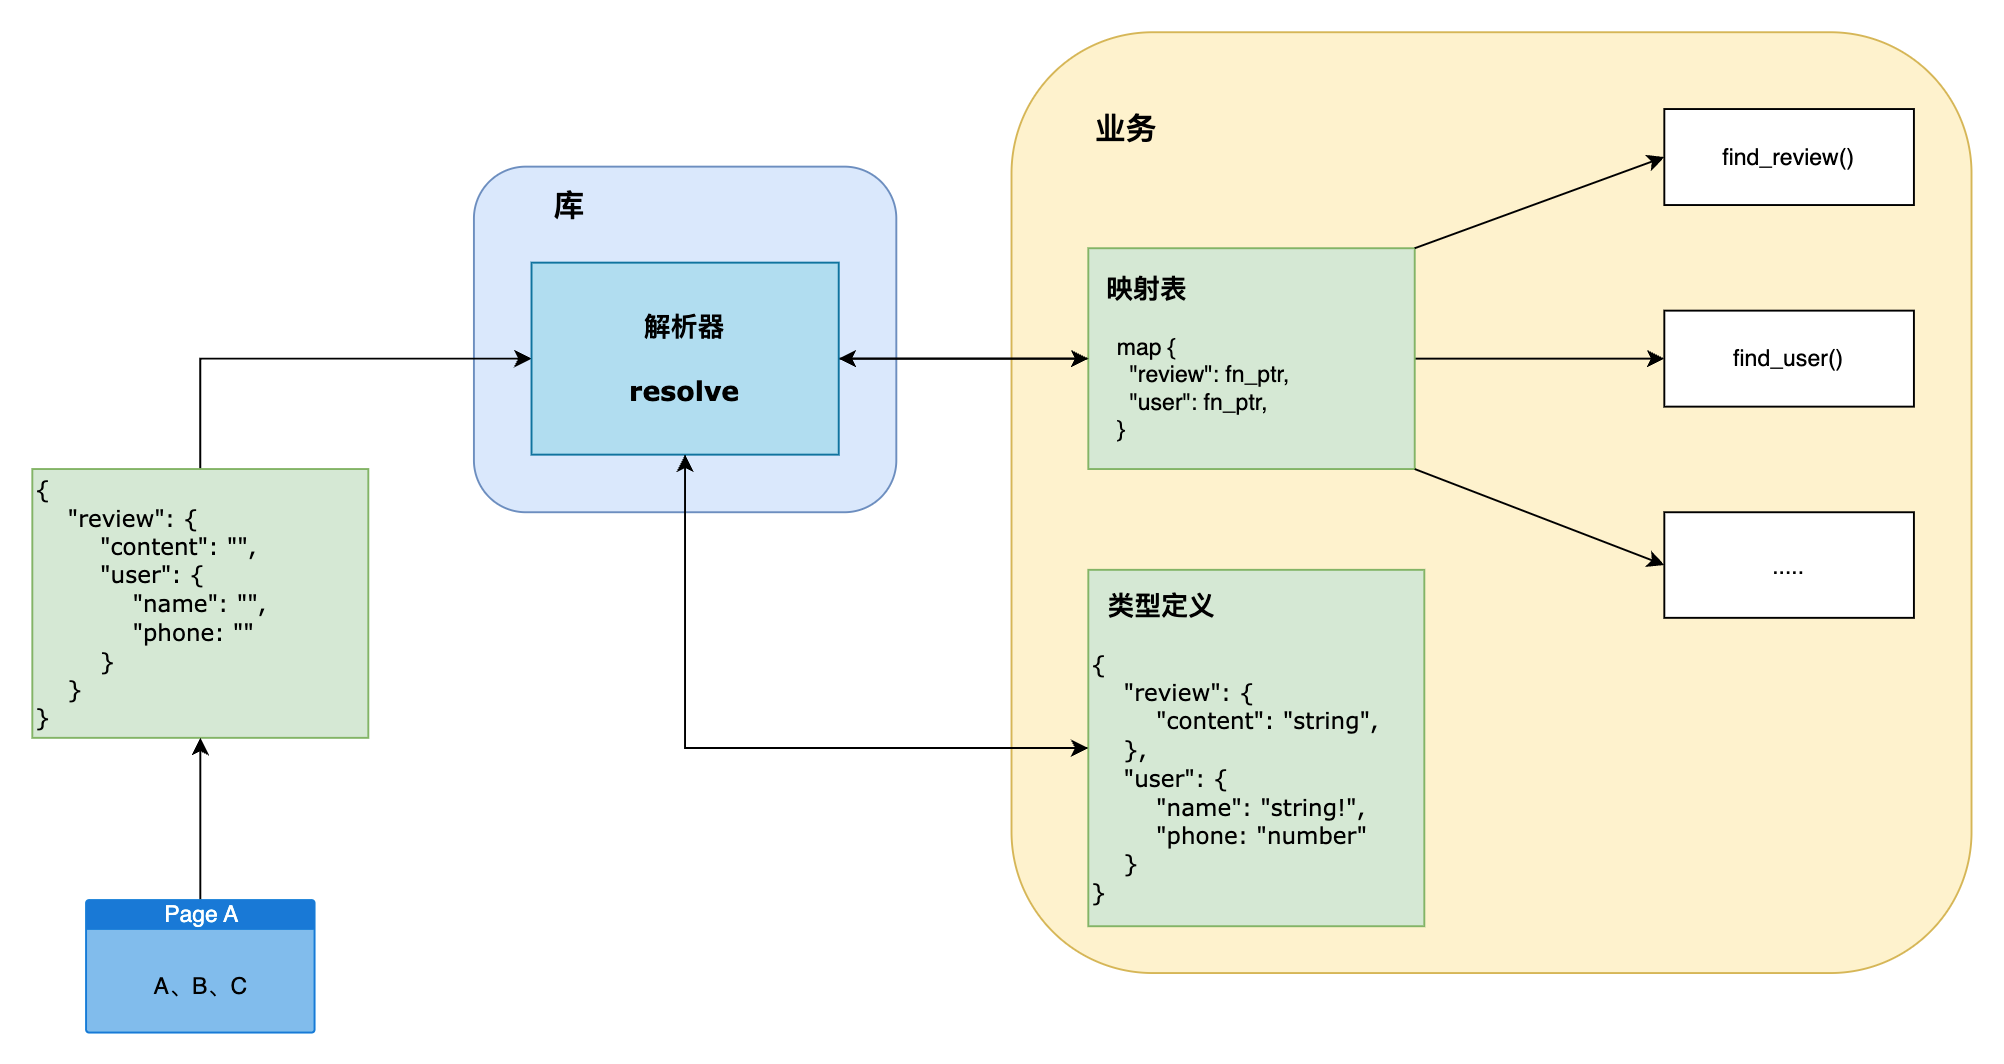 业务
find_review()
库
映射表
map {
"review": fn_ptr,
"user": fn_ptr,
}
find_user()
解析器
resolve
{
"review": {
"content": "",
"user": {
"name": "",
"phone: ""
}
}
}
.....
类型定义
{
"review": {
"content": "string",
},
"user": {
"name": "string!",
"phone: "number"
}
}
Page A
A、B、C